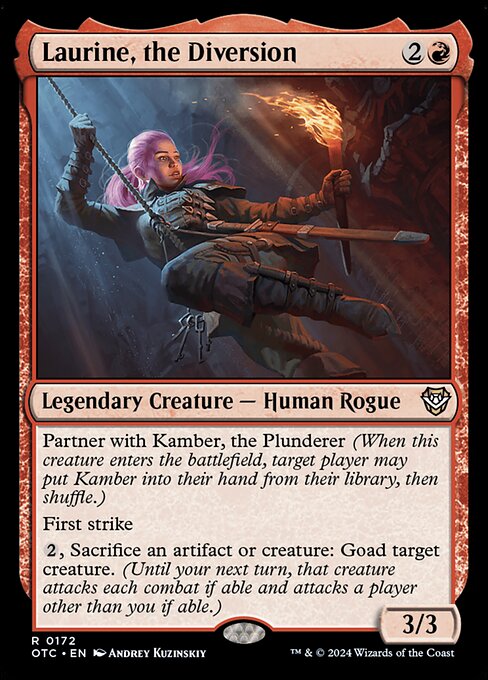 Laurine, the Diversion 2
Legendary Creature — Human Rogue
Partner with Kamber, the Plunderer (When this
creature enters the battlefield, target player may
put Kamber into their hand from their library, then
shuffle.)
First strike
2, Sacrifice an artifact or creature: Goad target
creature. (Until your next turn, that creature
attacks each combat if able and attacks a player
other than you if able.)
3/3
R 0172
OTC • EN Andrey Kuzinskiy
™ & © 2024 Wizards of the Coast